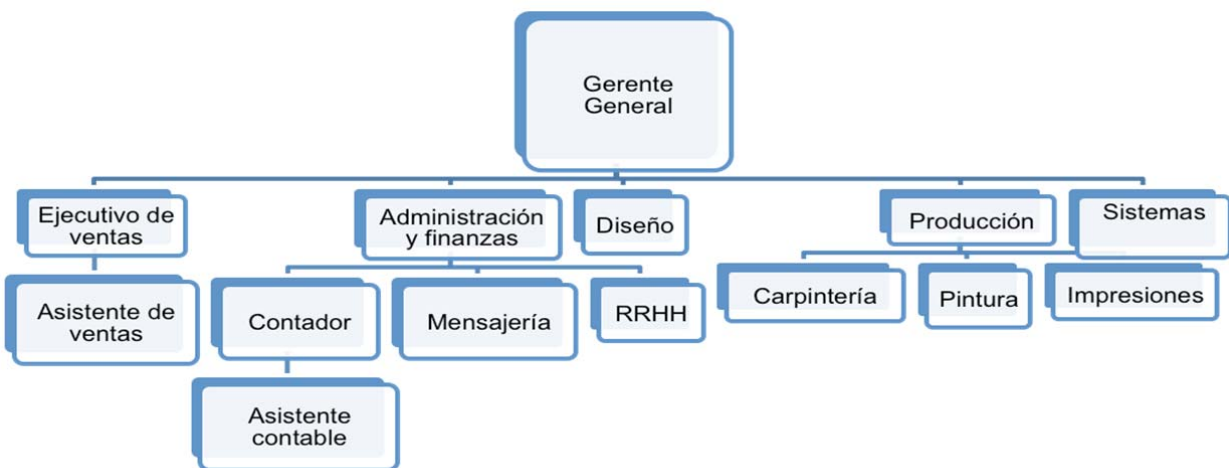 Gerente
General
Ejecutivo de
ventas
Administración
y finanzas
Diseño
Producción
Sistemas
Asistente de
ventas
Contador
Mensajería
RRHH
Carpintería
Pintura
Impresiones
Asistente
contable